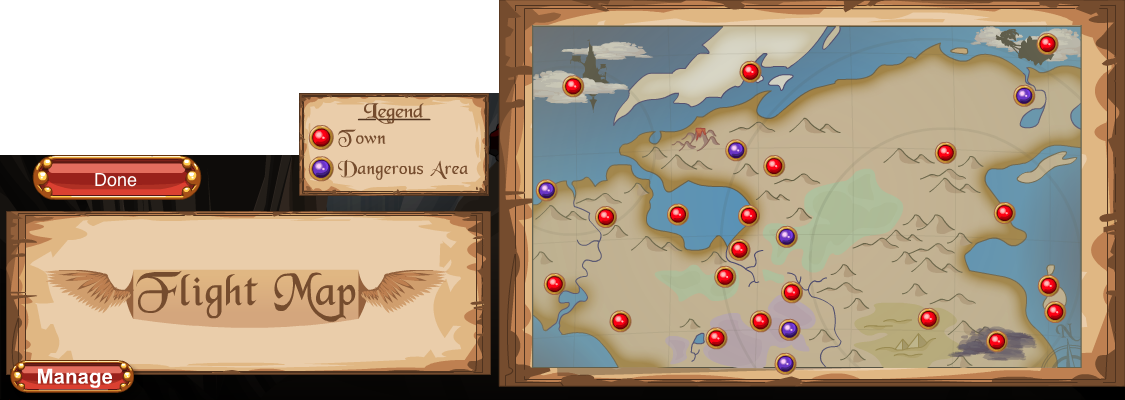 Legend
Town
Dangerous Area
Done
Flight Map
Manage
N